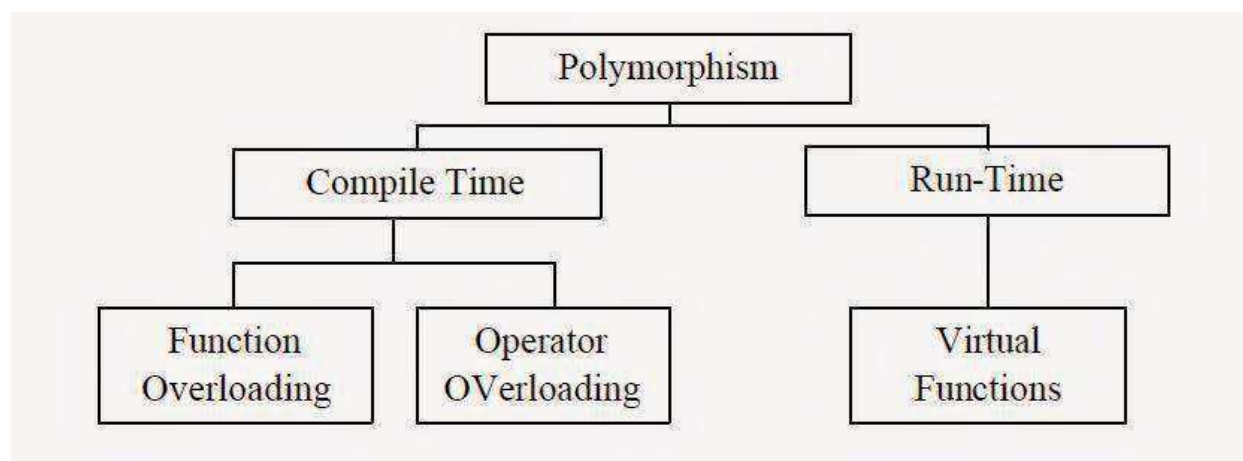 Polymorphism
Compile Time
Run-Time
Function
Overloading
Operator
OVerloading
Virtual
Functions